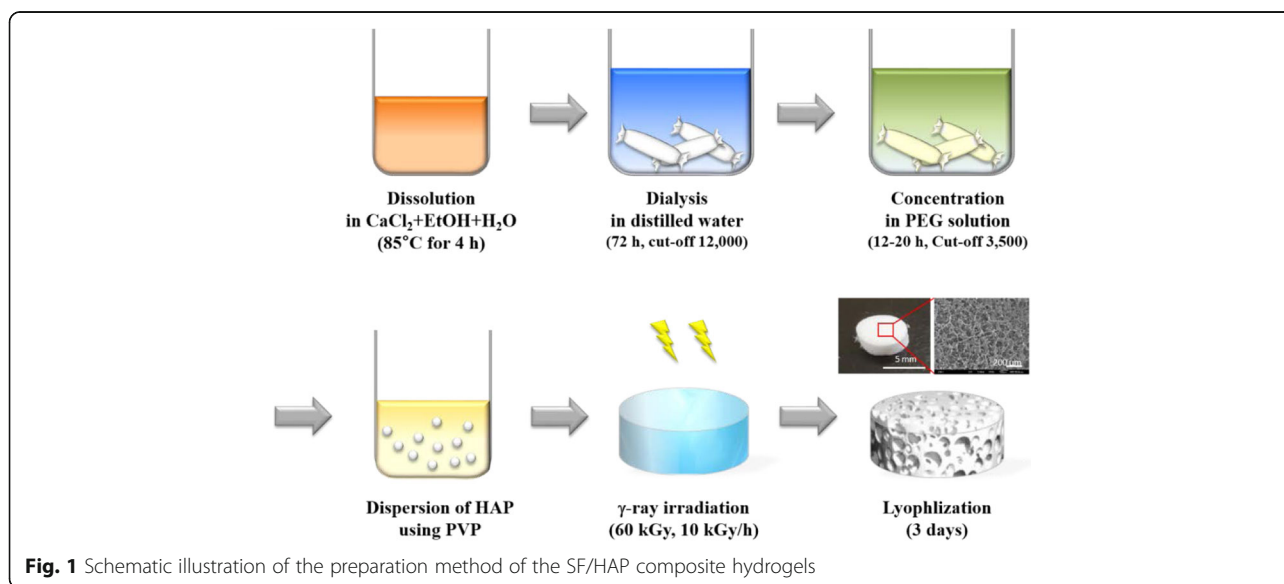 Dissolution
in CaCl₂+EtOH+H₂O
(85°C for 4 h)
Dialysis
in distilled water
(72 h, cut-off 12,000)
Concentration
in PEG solution
(12-20 h, Cut-off 3,500)
5 mm
200 µm
Dispersion of HAP
using PVP
γ-ray irradiation
(60 kGy, 10 kGy/h)
Lyophlization
(3 days)
Fig. 1 Schematic illustration of the preparation method of the SF/HAP composite hydrogels